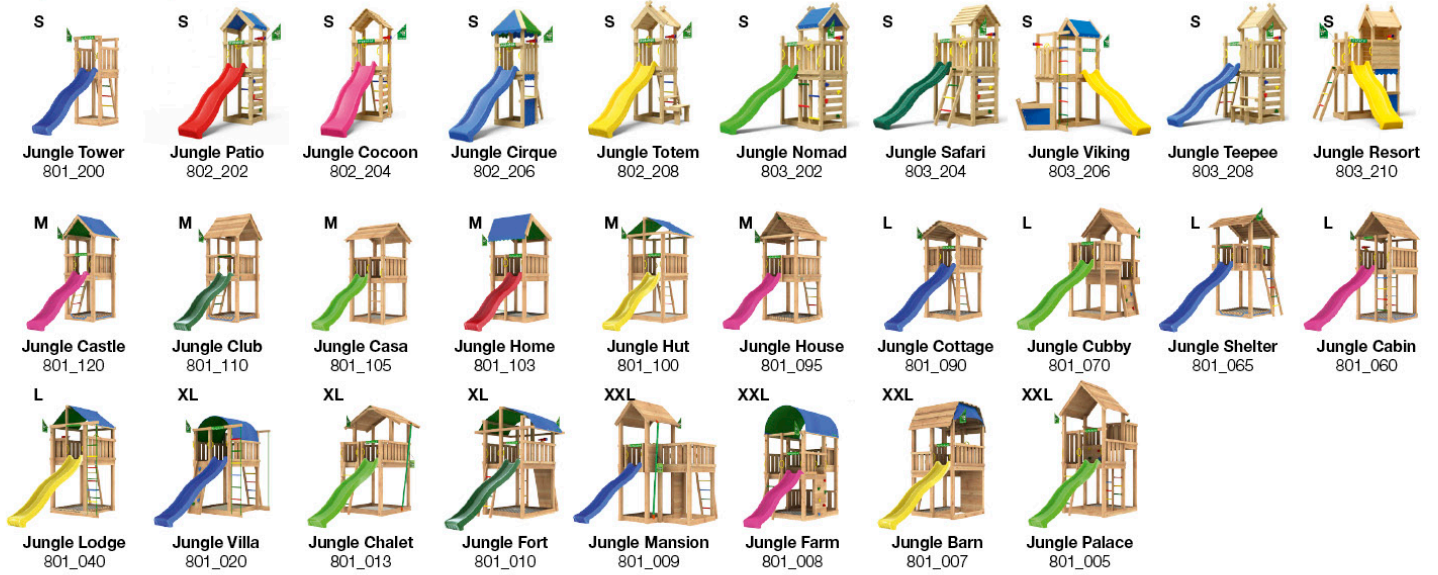 S S S S S S S S S S
Jungle Tower Jungle Patio Jungle Cocoon Jungle Cirque Jungle Totem Jungle Nomad Jungle Safari Jungle Viking Jungle Teepee Jungle Resort
801_200 802_202 802_204 802_206 802_208 803_202 803_204 803_206 803_208 803_210
M M M M M M L L L L
Jungle Castle Jungle Club Jungle Casa Jungle Home Jungle Hut Jungle House Jungle Cottage Jungle Cubby Jungle Shelter Jungle Cabin
801_120 801_110 801_105 801_103 801_100 801_095 801_090 801_070 801_065 801_060
L XL XL XL XXL XXL XXL XXL
Jungle Lodge Jungle Villa Jungle Chalet Jungle Fort Jungle Mansion Jungle Farm Jungle Barn Jungle Palace
801_040 801_020 801_013 801_010 801_009 801_008 801_007 801_005